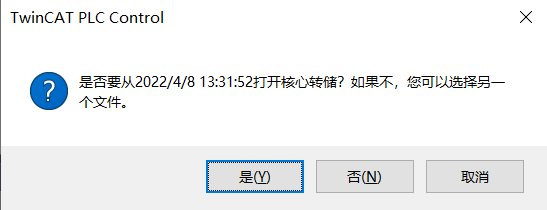 TwinCAT PLC Control
是否要从2022/4/8 13:31:52打开核心转储？如果不，您可以选择另一
个文件。
是(Y)
否(N)
取消